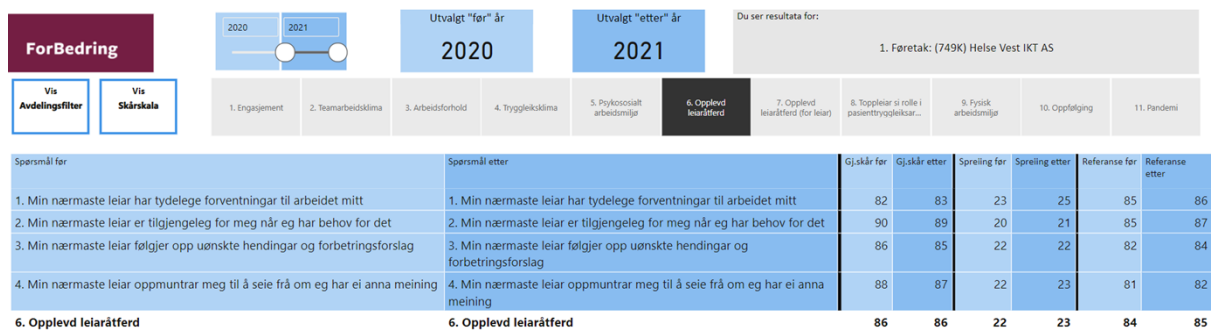 ForBedring
2020 2021
Utvalgt "før" år
2020
Utvalgt "etter" år
2021
Du ser resultata for:
1. Føretak: (749K) Helse Vest IKT AS
Vis
Avdelingsfilter
Vis
Skårskala
1. Engasjement
2. Teamarbeidsklima
3. Arbeidsforhold
4. Tryggleiksklima
5. Psykososialt
arbeidsmiljø
6. Opplevd
leiaråtferd
7. Opplevd
leiaråtferd (for leiar)
8. Toppleiar si rolle i
pasienttryggleiksar...
9. Fysisk
arbeidsmiljø
10. Oppfølging
11. Pandemi
Spørsmål før Spørsmål etter Gj.skår før Gj.skår etter Spreiing før Spreiing etter Referanse før Referanse
etter
1. Min nærmaste leiar har tydelege forventningar til arbeidet mitt 1. Min nærmaste leiar har tydelege forventningar til arbeidet mitt 82 83 23 25 85 86
2. Min nærmaste leiar er tilgjengeleg for meg når eg har behov for det 2. Min nærmaste leiar er tilgjengeleg for meg når eg har behov for det 90 89 20 21 85 87
3. Min nærmaste leiar følgjer opp uønskte hendingar og forbetringsforslag 3. Min nærmaste leiar følgjer opp uønskte hendingar og 86 85 22 22 82 84
forbetringsforslag
4. Min nærmaste leiar oppmuntrar meg til å seie frå om eg har ei anna meining 4. Min nærmaste leiar oppmuntrar meg til å seie frå om eg har ei anna 88 87 22 23 81 82
meining
6. Opplevd leiaråtferd 6. Opplevd leiaråtferd 86 86 22 23 84 85